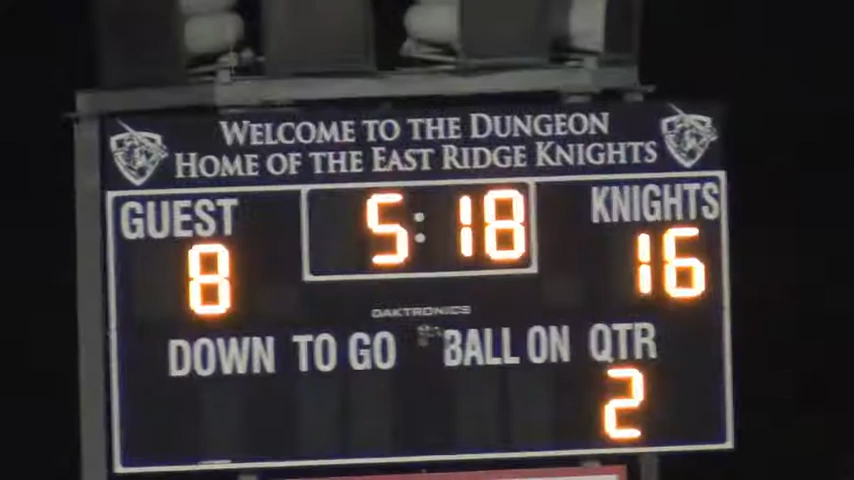 WELCOME TO THE DUNGEON
HOME OF THE EAST RIDGE KNIGHTS
GUEST 5:18 KNIGHTS
8 16
DAKTRONICS
DOWN TO GO BALL ON QTR
2